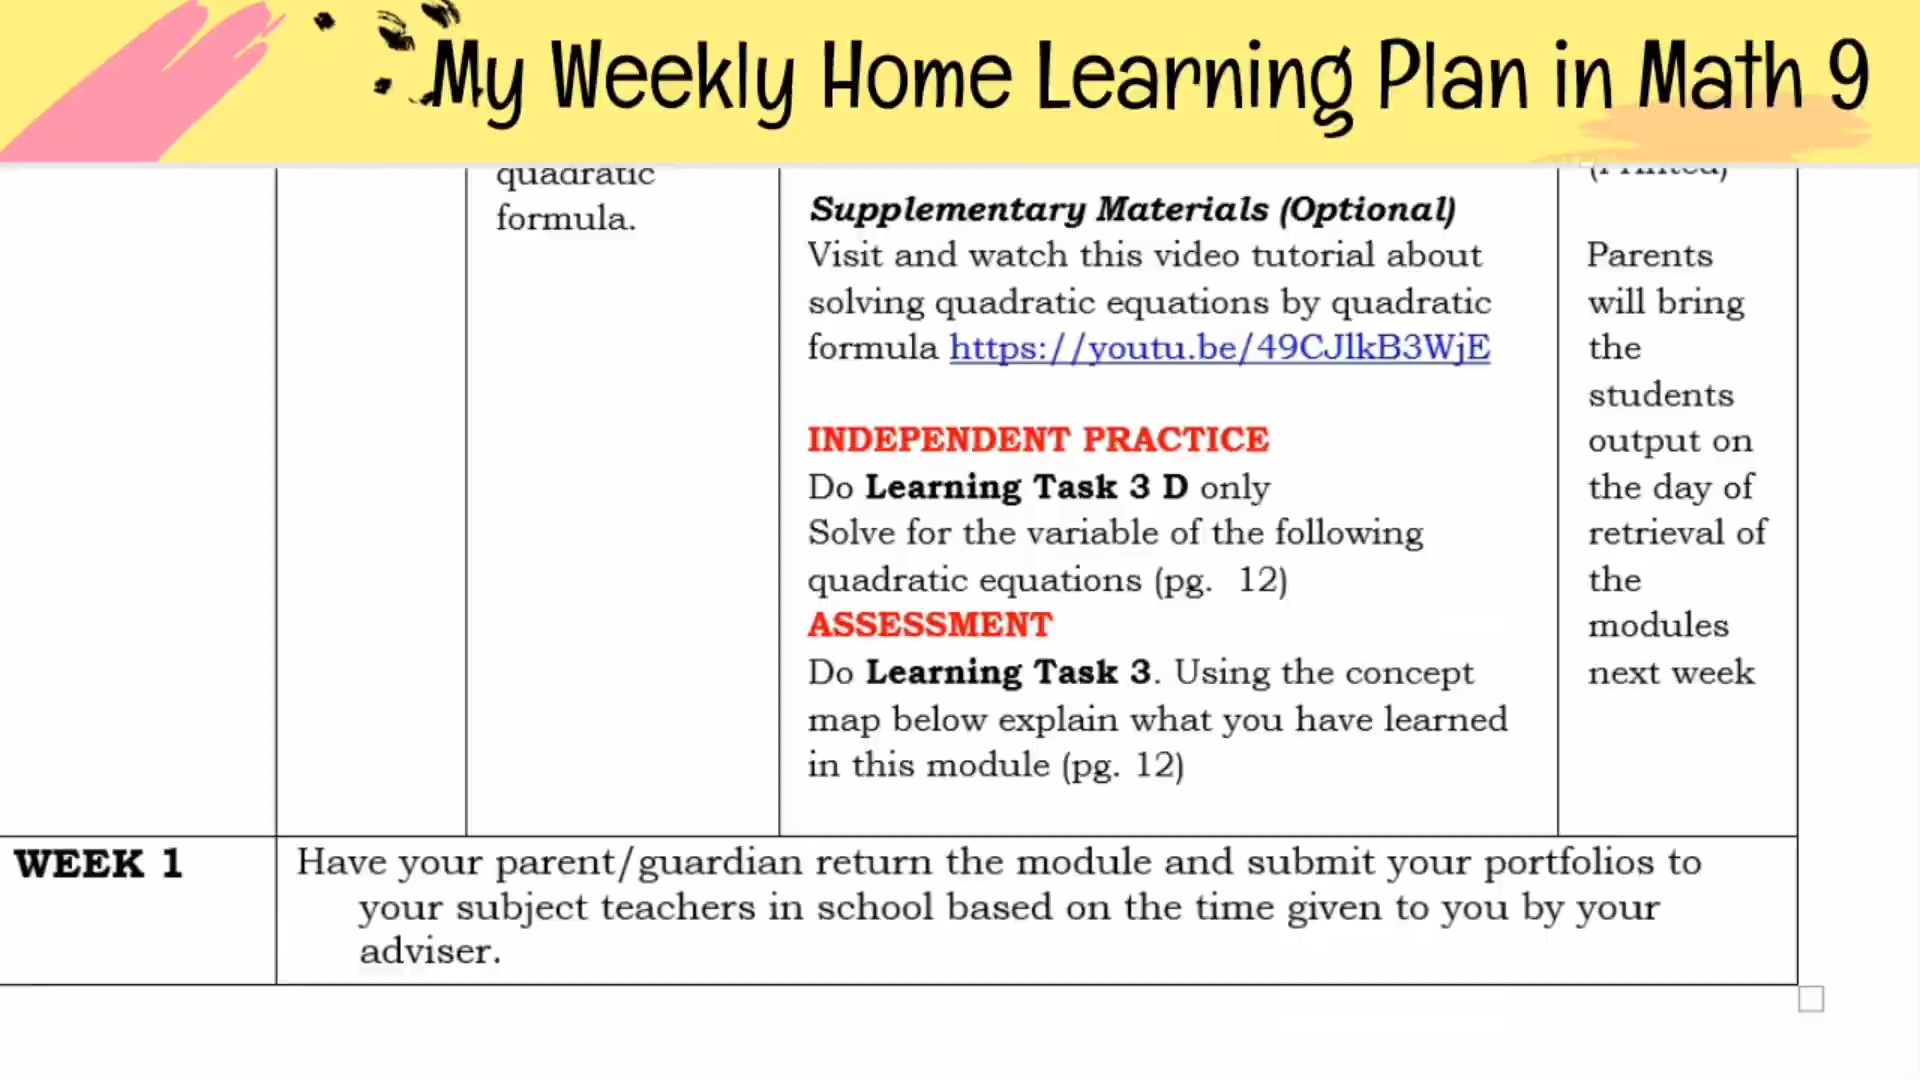 My Weekly Home Learning Plan in Math 9
quadratic
formula.
Supplementary Materials (Optional)
Visit and watch this video tutorial about
solving quadratic equations by quadratic
formula https://youtu.be/49CJlkB3WjE
INDEPENDENT PRACTICE
Do Learning Task 3 D only
Solve for the variable of the following
quadratic equations (pg. 12)
ASSESSMENT
Do Learning Task 3. Using the concept
map below explain what you have learned
in this module (pg. 12)
(Printed)
Parents
will bring
the
students
output on
the day of
retrieval of
the
modules
next week
WEEK 1
Have your parent/guardian return the module and submit your portfolios to
your subject teachers in school based on the time given to you by your
adviser.